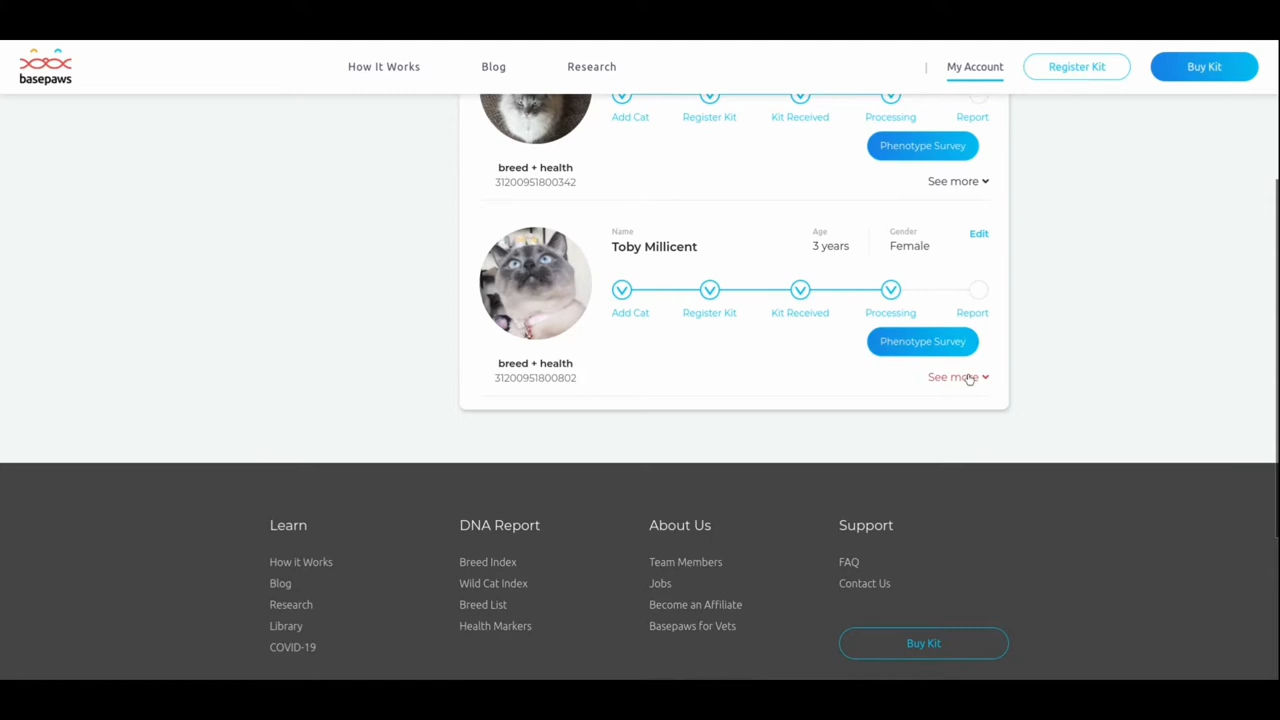 basepaws
How It Works
Blog
Research
|
My Account
Register Kit
Buy Kit
Add Cat
Register Kit
Kit Received
Processing
Report
Phenotype Survey
breed + health
31200951800342
See more
Name
Toby Millicent
Age
3 years
Gender
Female
Edit
Add Cat
Register Kit
Kit Received
Processing
Report
Phenotype Survey
breed + health
31200951800802
See more
Learn
How it Works
Blog
Research
Library
COVID-19
DNA Report
Breed Index
Wild Cat Index
Breed List
Health Markers
About Us
Team Members
Jobs
Become an Affiliate
Basepaws for Vets
Support
FAQ
Contact Us
Buy Kit